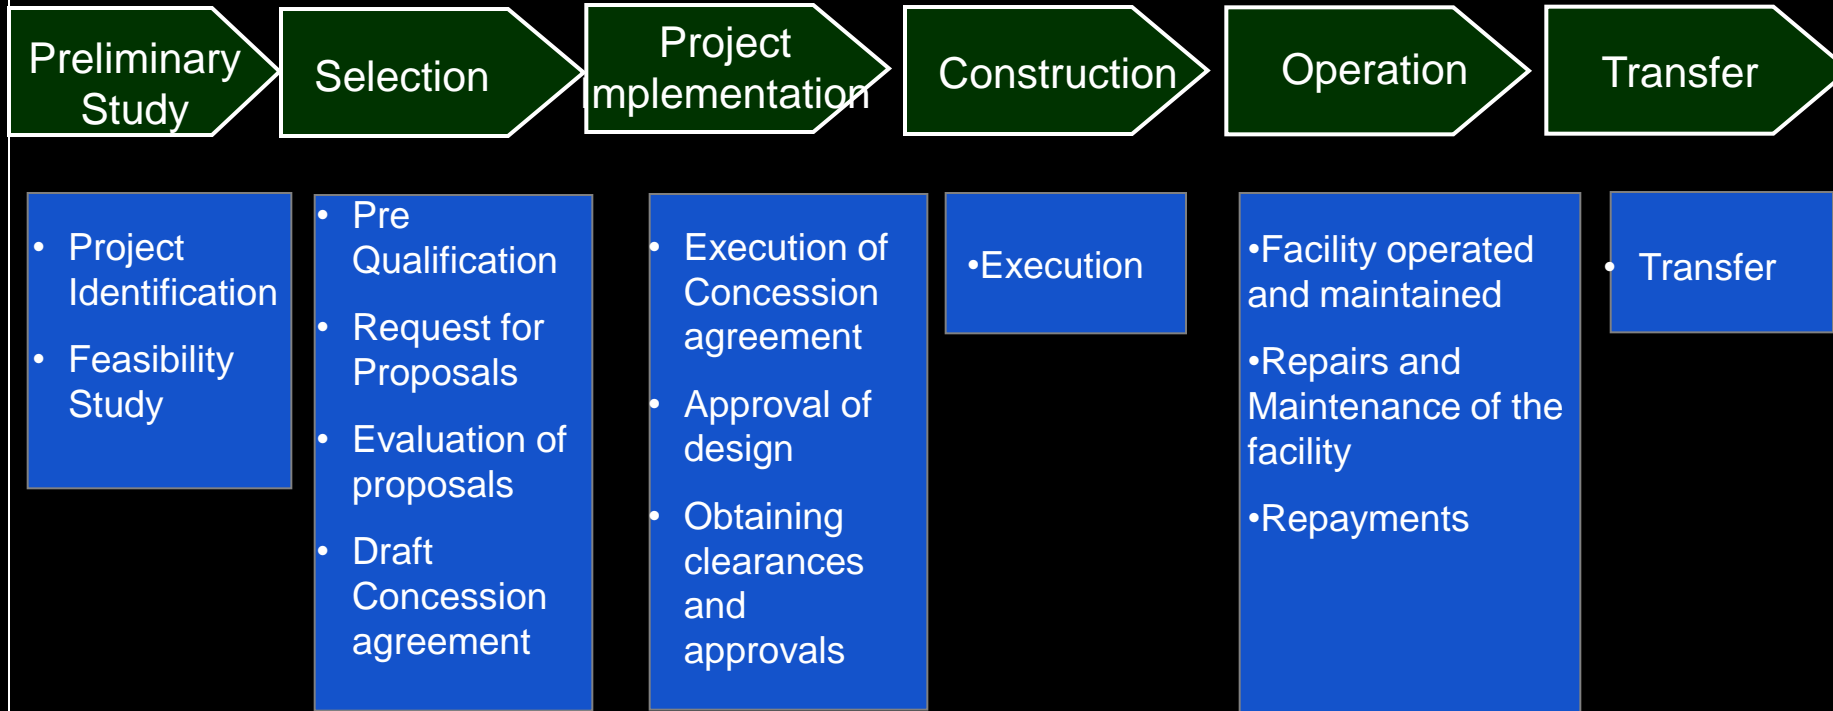 Preliminary
Study
Selection
Project
Implementation
Construction
Operation
Transfer
• Project
Identification
• Feasibility
Study
• Pre
Qualification
• Request for
Proposals
• Evaluation of
proposals
• Draft
Concession
agreement
• Execution of
Concession
agreement
• Approval of
design
• Obtaining
clearances
and
approvals
•Execution
•Facility operated
and maintained
•Repairs and
Maintenance of the
facility
•Repayments
• Transfer